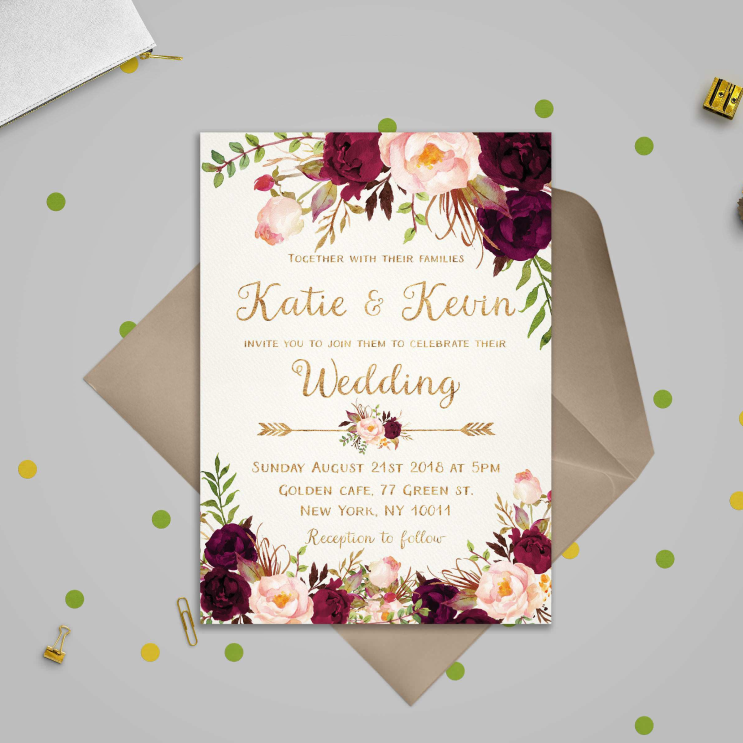 Together with their families
Katie & Kevin
invite you to join them to celebrate their
Wedding
Sunday August 21st 2018 at 5pm
Golden cafe, 77 Green St.
New York, NY 10011
Reception to follow